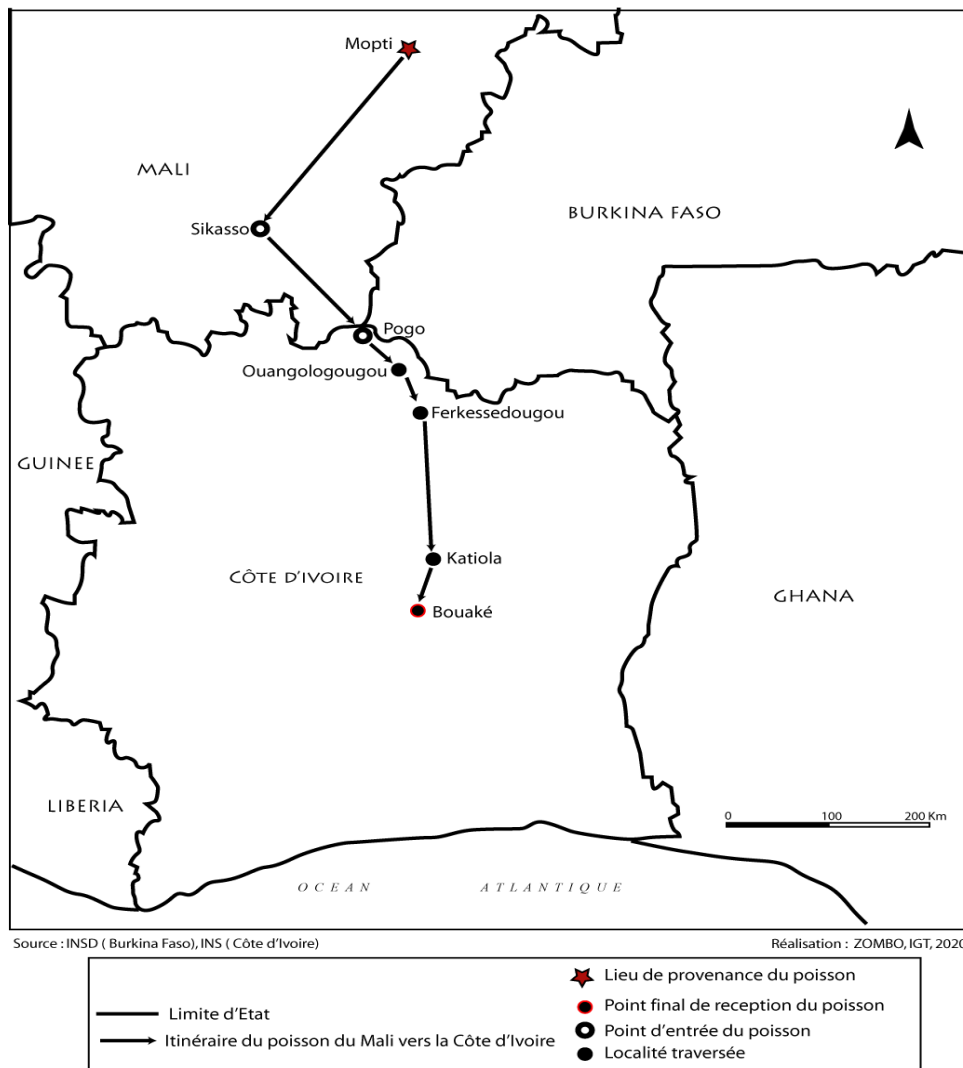 Mopti
MALI
BURKINA FASO
Sikasso
Pogo
Ouangologougou
Ferkessedougou
GUINEE
Katiola
CÔTE D'IVOIRE
GHANA
Bouaké
LIBERIA
0 100 200 Km
OCEAN ATLANTIQUE
Source : INSD ( Burkina Faso), INS ( Côte d'Ivoire)
Réalisation : ZOMBO, IGT, 2020
Limite d'Etat
Itinéraire du poisson du Mali vers la Côte d'Ivoire
Lieu de provenance du poisson
Point final de reception du poisson
Point d'entrée du poisson
Localité traversée